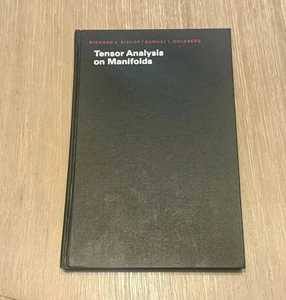 RICHARD L. BISHOP / SAMUEL I. GOLDBERG
Tensor Analysis
on Manifolds